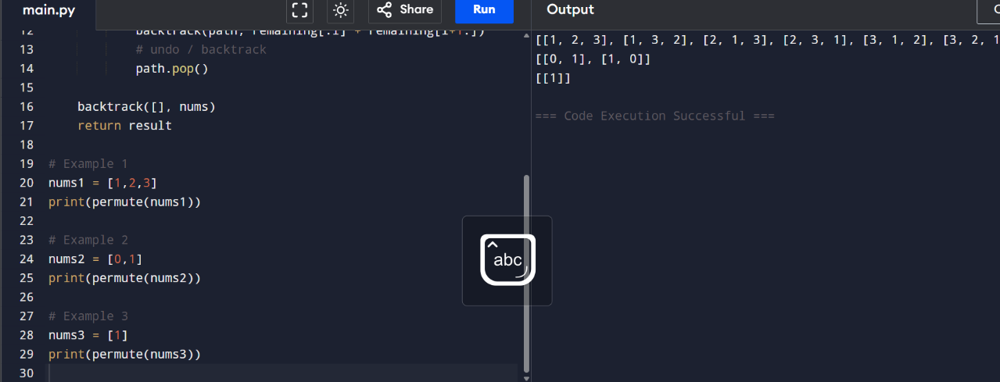 main.py
Share
Run
Output
12 backtrack(path, remaining[:i] + remaining[i+1:])
13 # undo / backtrack
14 path.pop()
15
16 backtrack([], nums)
17 return result
18
19 # Example 1
20 nums1 = [1,2,3]
21 print(permute(nums1))
22
23 # Example 2
24 nums2 = [0,1]
25 print(permute(nums2))
26
27 # Example 3
28 nums3 = [1]
29 print(permute(nums3))
30
abc
[[1, 2, 3], [1, 3, 2], [2, 1, 3], [2, 3, 1], [3, 1, 2], [3, 2, 1
[[0, 1], [1, 0]]
[[1]]
=== Code Execution Successful ===